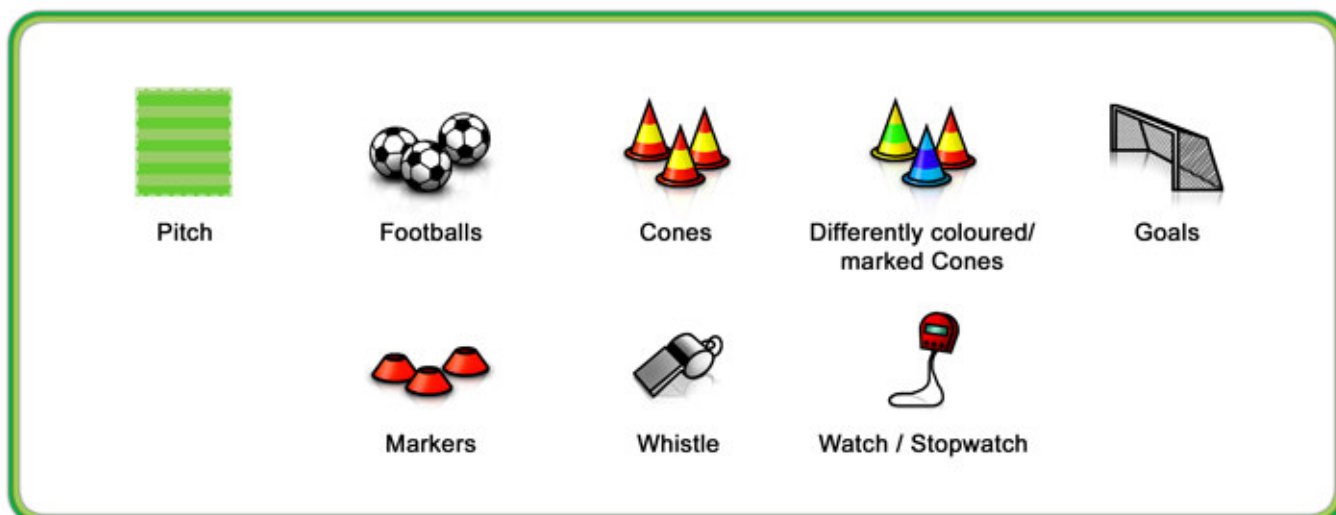 Pitch
Footballs
Cones
Differently coloured/
marked Cones
Goals
Markers
Whistle
Watch / Stopwatch